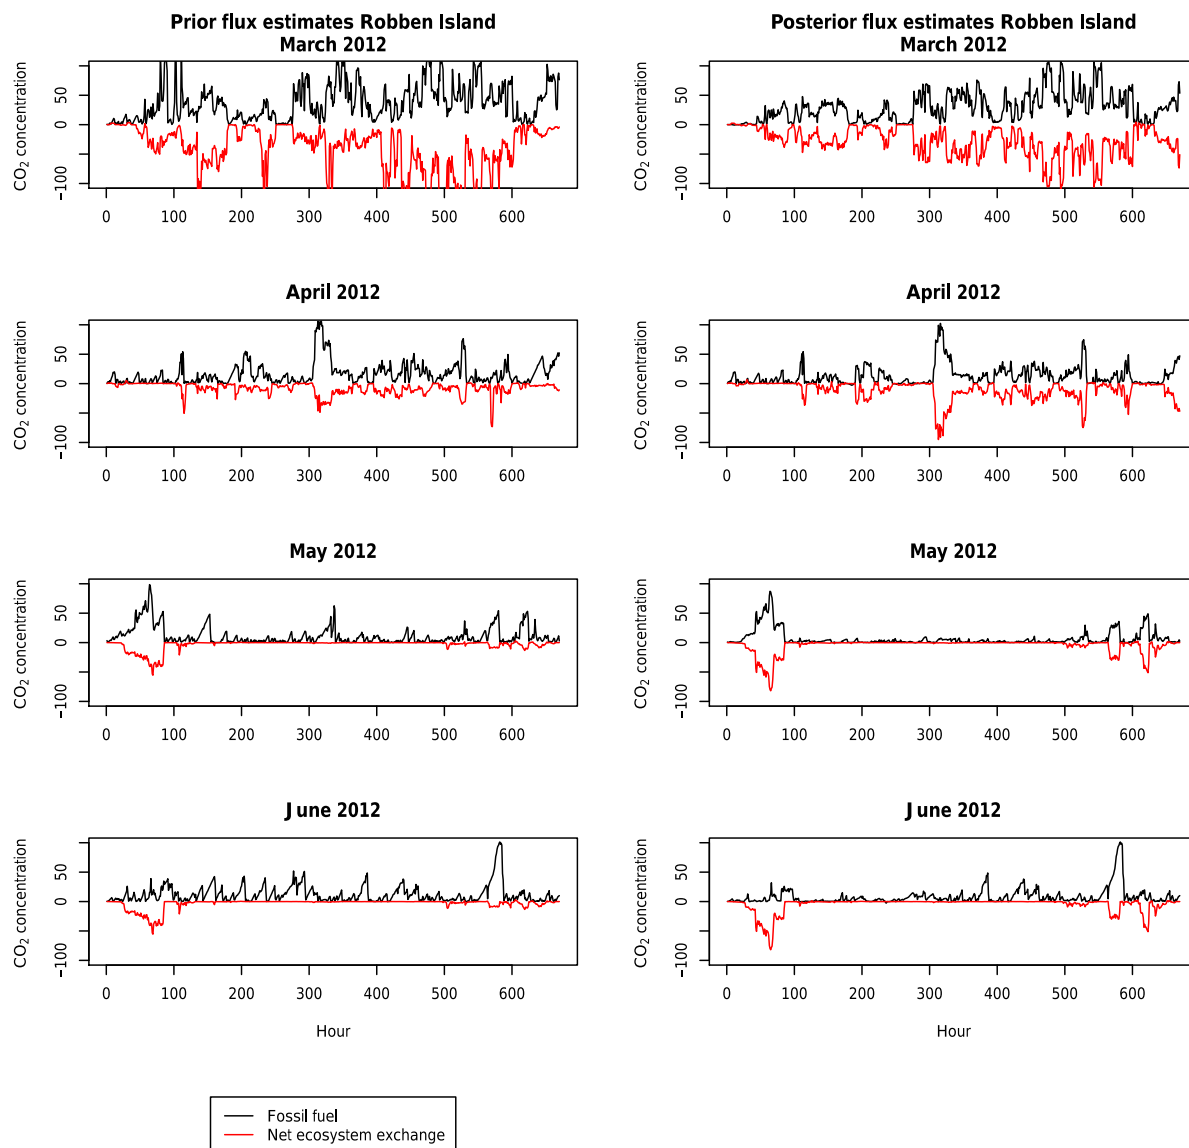 Prior flux estimates Robben Island
March 2012
CO2 concentration
50
0
−100
0 100 200 300 400 500 600
Posterior flux estimates Robben Island
March 2012
CO2 concentration
50
0
−100
0 100 200 300 400 500 600
April 2012
CO2 concentration
50
0
−100
0 100 200 300 400 500 600
April 2012
CO2 concentration
50
0
−100
0 100 200 300 400 500 600
May 2012
CO2 concentration
50
0
−100
0 100 200 300 400 500 600
May 2012
CO2 concentration
50
0
−100
0 100 200 300 400 500 600
June 2012
CO2 concentration
50
0
−100
0 100 200 300 400 500 600
Hour
June 2012
CO2 concentration
50
0
−100
0 100 200 300 400 500 600
Hour
Fossil fuel
Net ecosystem exchange